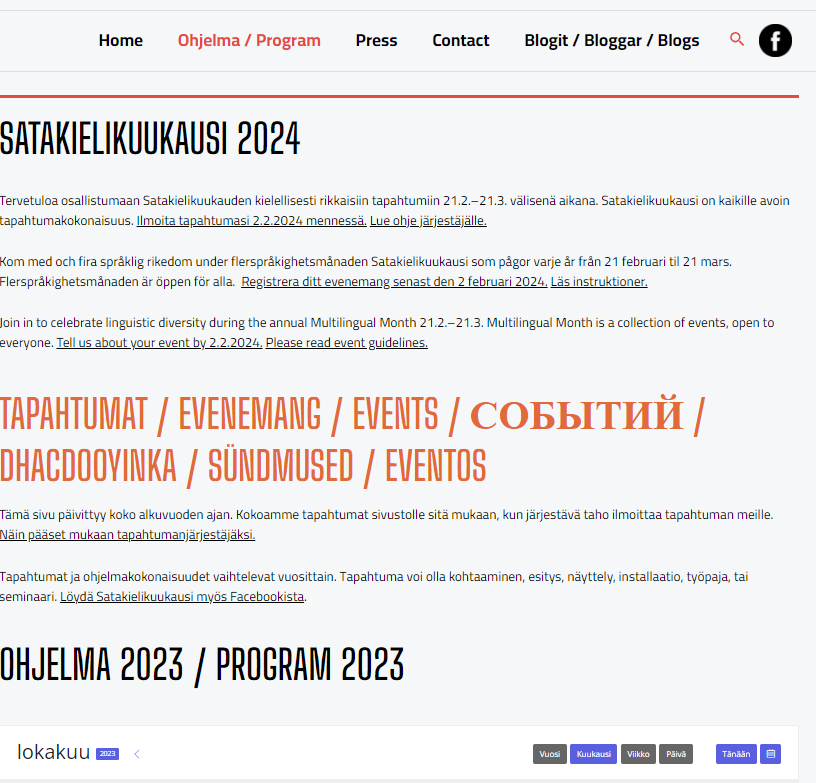 Home Ohjelma / Program Press Contact Blogit / Bloggar / Blogs
SATAKIELIKUUKAUSI 2024
Tervetuloa osallistumaan Satakielikuukauden kielellisesti rikkaisiin tapahtumiin 21.2.–21.3. välisenä aikana. Satakielikuukausi on kaikille avoin
tapahtumakokonaisuus. Ilmoita tapahtumasi 2.2.2024 mennessä. Lue ohje järjestäjälle.
Kom med och fira språklig rikedom under flerspråkighetsmånaden Satakielikuukausi som pågor varje år från 21 februari til 21 mars.
Flerspråkighetsmånaden är öppen för alla. Registrera ditt evenemang senast den 2 februari 2024. Läs instruktioner.
Join in to celebrate linguistic diversity during the annual Multilingual Month 21.2.–21.3. Multilingual Month is a collection of events, open to
everyone. Tell us about your event by 2.2.2024. Please read event guidelines.
TAPAHTUMAT / EVENEMANG / EVENTS / СОБЫТИЙ /
DHACDOOYINKA / SÜNDMUSED / EVENTOS
Tämä sivu päivittyy koko alkuvuoden ajan. Kokoamme tapahtumat sivustolle sitä mukaan, kun järjestävä taho ilmoittaa tapahtuman meille.
Näin pääset mukaan tapahtumanjärjestäjäksi.
Tapahtumat ja ohjelmakokonaisuudet vaihtelevat vuosittain. Tapahtuma voi olla kohtaaminen, esitys, näyttely, installaatio, työpaja, tai
seminaari. Löydä Satakielikuukausi myös Facebookista.
OHJELMA 2023 / PROGRAM 2023
lokakuu 2023 Vuosi Kuukausi Viikko Päivä Tänään